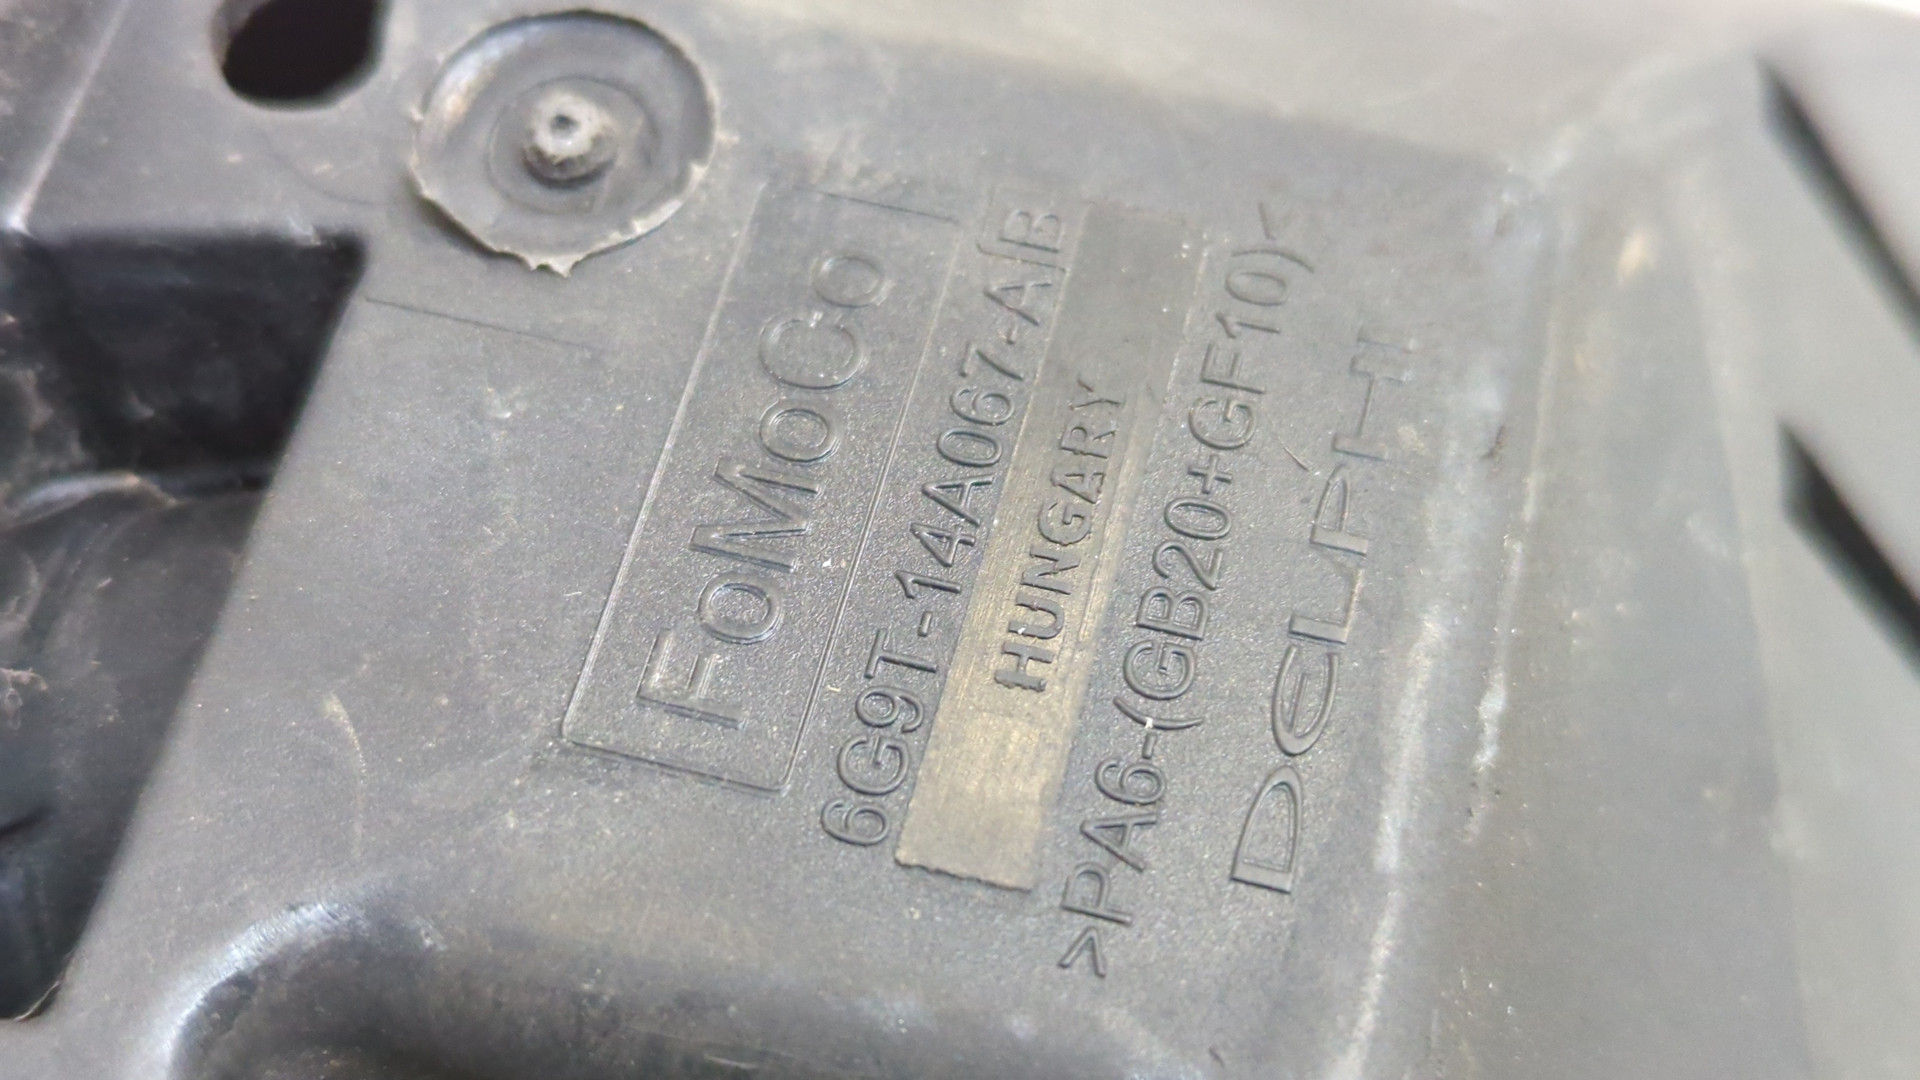 FoMoCo
6G9T-14A067-AB
HUNGARY
>PA6-(GB20+GF10)<
DELPHI